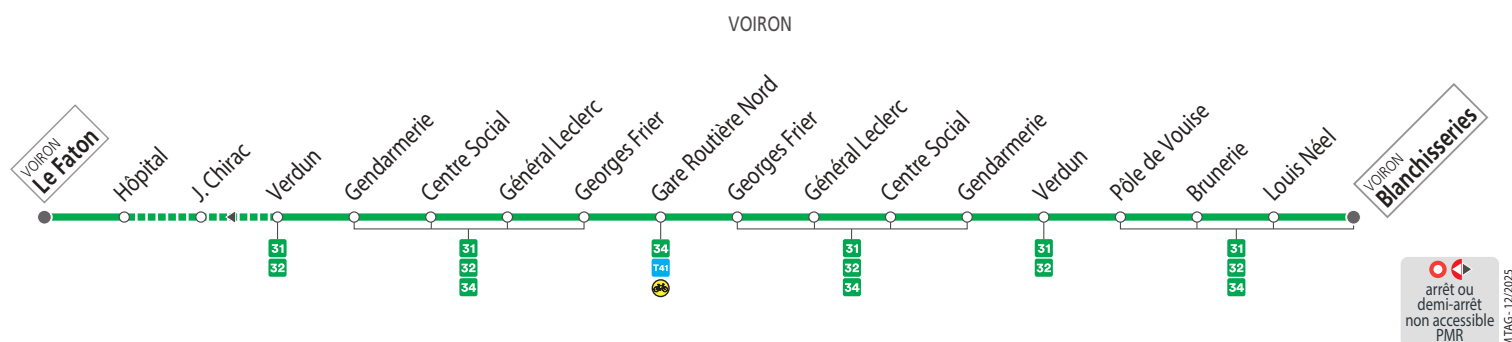 VOIRON
VOIRON
Le Faton
Hôpital
J. Chirac
Verdun
Gendarmerie
Centre Social
Général Leclerc
Georges Frier
Gare Routière Nord
Georges Frier
Général Leclerc
Centre Social
Gendarmerie
Verdun
Pôle de Vouise
Brunerie
Louis Néel
VOIRON
Blanchisseries
31
32
31
32
34
34
T41
31
32
34
31
32
31
32
34
arrêt ou
demi-arrêt
non accessible
PMR
TAG - 12/2025